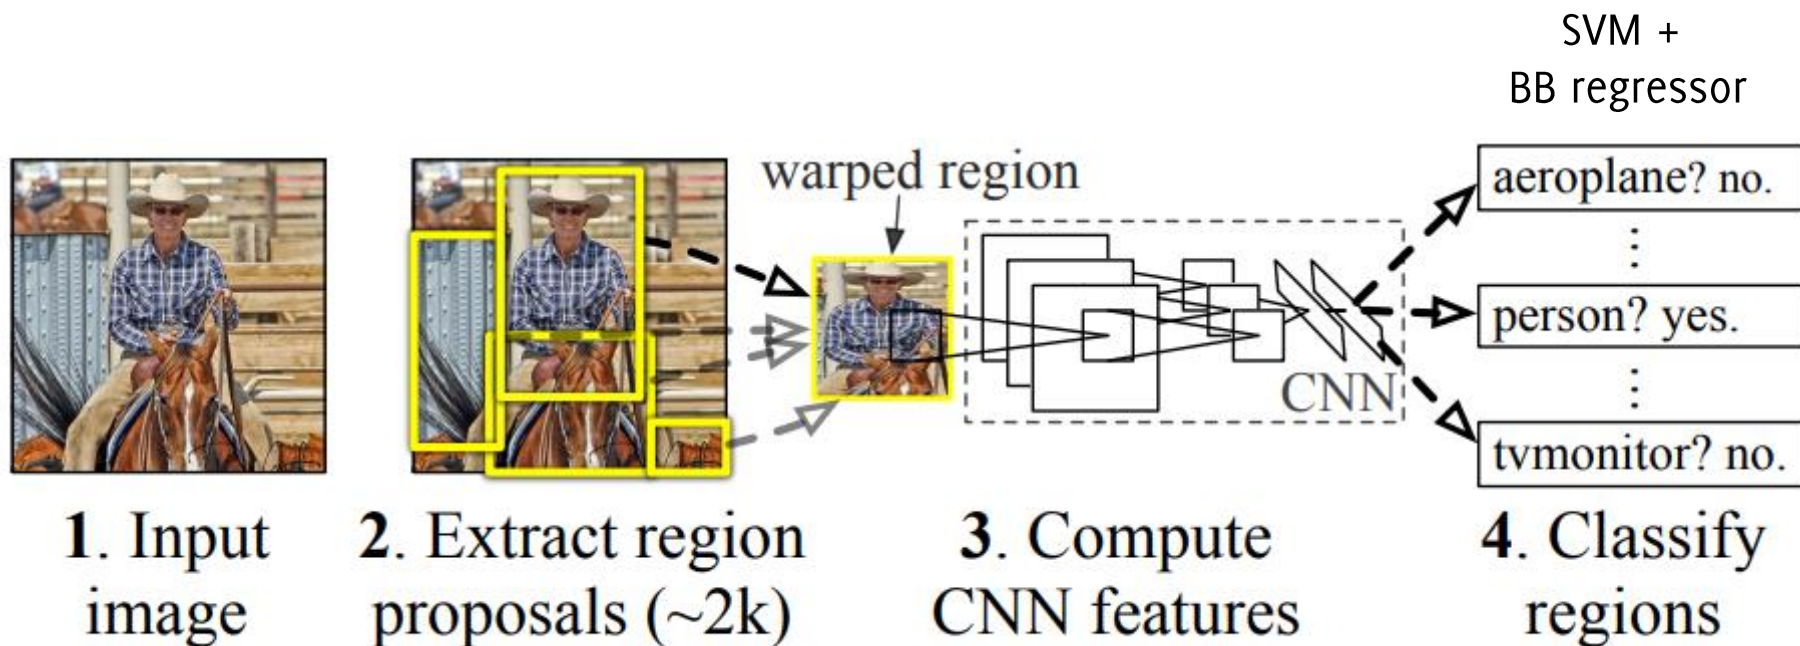 SVM +
BB regressor
warped region
aeroplane? no.
person? yes.
CNN
tvmonitor? no.
1. Input
image
2. Extract region
proposals (~2k)
3. Compute
CNN features
4. Classify
regions